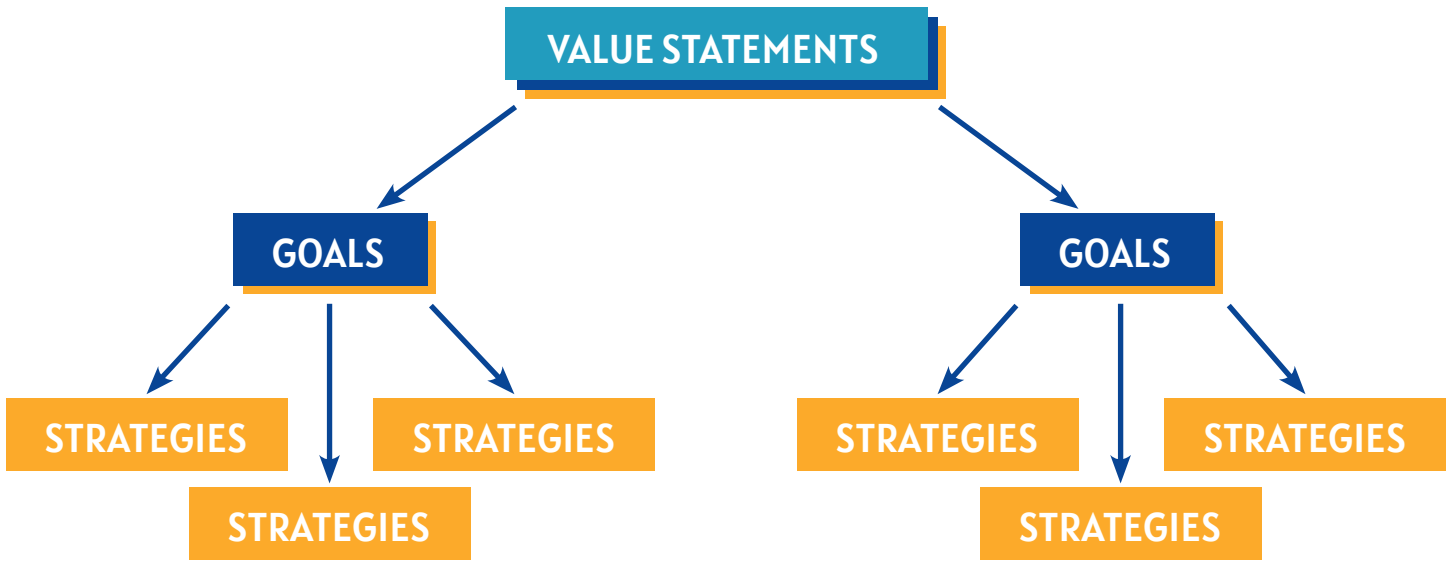 VALUE STATEMENTS
GOALS
GOALS
STRATEGIES
STRATEGIES
STRATEGIES
STRATEGIES
STRATEGIES
STRATEGIES